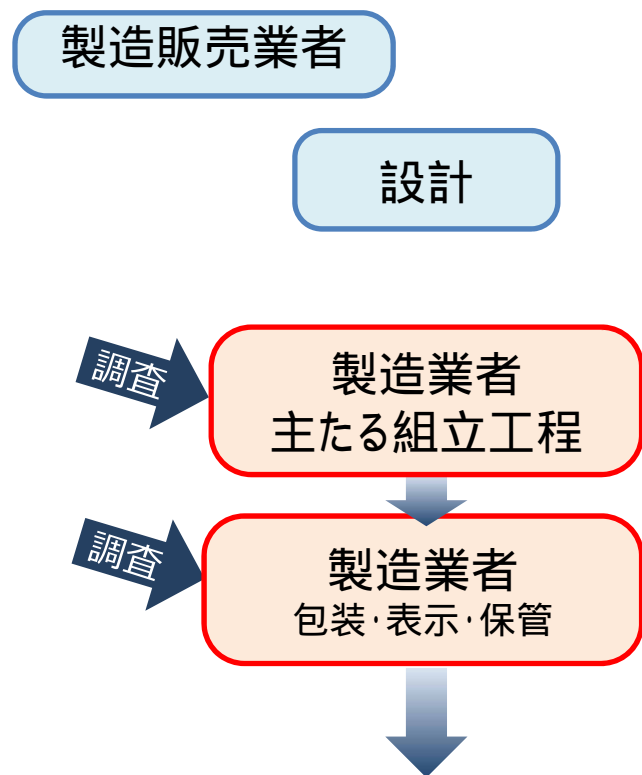 製造販売業者
設計
調査
製造業者
主たる組立工程
調査
製造業者
包装･表示･保管